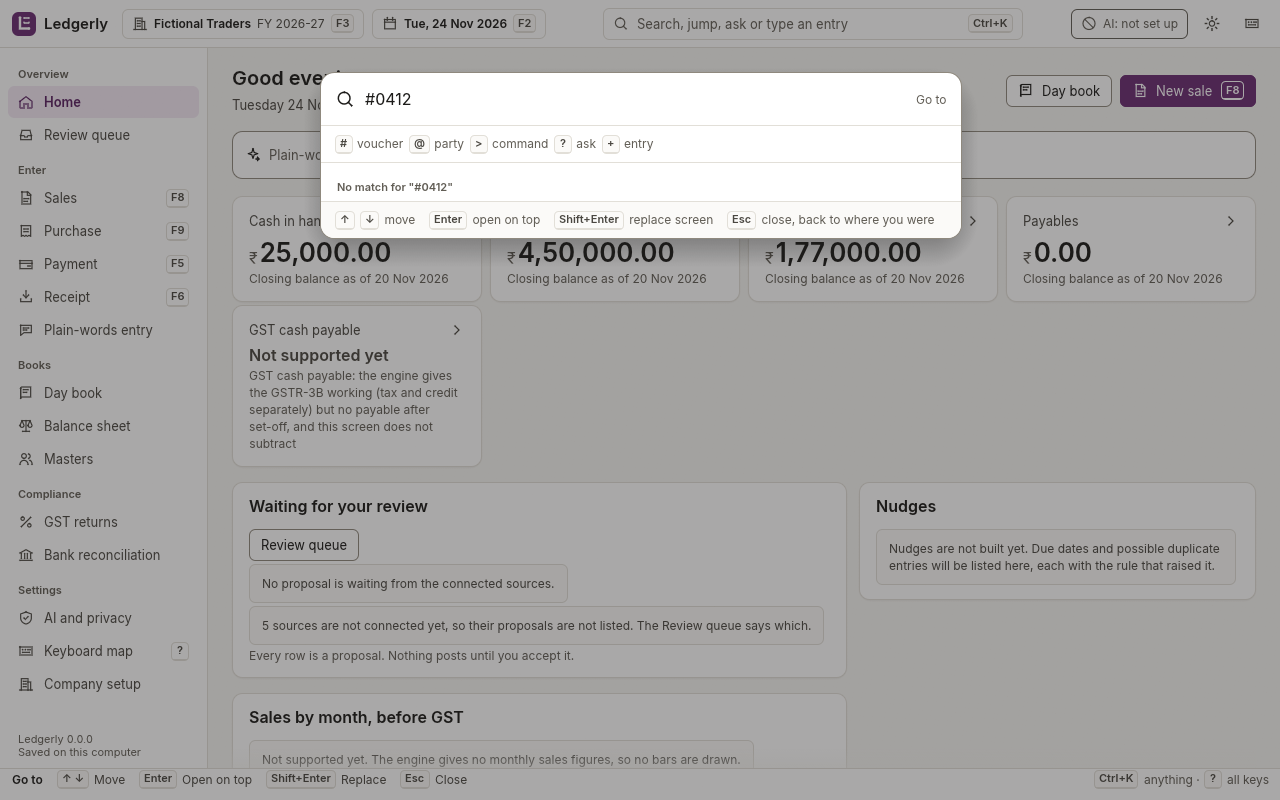 Ledgerly
Fictional Traders FY 2026-27 F3
Tue, 24 Nov 2026 F2
Search, jump, ask or type an entry Ctrl+K
AI: not set up
Overview
Home
Review queue
Enter
Sales F8
Purchase F9
Payment F5
Receipt F6
Plain-words entry
Books
Day book
Balance sheet
Masters
Compliance
GST returns
Bank reconciliation
Settings
AI and privacy
Keyboard map ?
Company setup
Ledgerly 0.0.0
Saved on this computer
Good
Tuesday 24
Day book
New sale F8
#0412 Go to
# voucher @ party > command ? ask + entry
No match for "#0412"
↑ ↓ move Enter open on top Shift+Enter replace screen Esc close, back to where you were
Cash in
₹25,000.00
Closing balance as of 20 Nov 2026
₹4,50,000.00
Closing balance as of 20 Nov 2026
₹1,77,000.00
Closing balance as of 20 Nov 2026
Payables
₹0.00
Closing balance as of 20 Nov 2026
GST cash payable
Not supported yet
GST cash payable: the engine gives
the GSTR-3B working (tax and credit
separately) but no payable after
set-off, and this screen does not
subtract
Waiting for your review
Review queue
No proposal is waiting from the connected sources.
5 sources are not connected yet, so their proposals are not listed. The Review queue says which.
Every row is a proposal. Nothing posts until you accept it.
Nudges
Nudges are not built yet. Due dates and possible duplicate
entries will be listed here, each with the rule that raised it.
Sales by month, before GST
Not supported yet. The engine gives no monthly sales figures, so no bars are drawn.
Go to ↑↓ Move Enter Open on top Shift+Enter Replace Esc Close
Ctrl+K anything · ? all keys